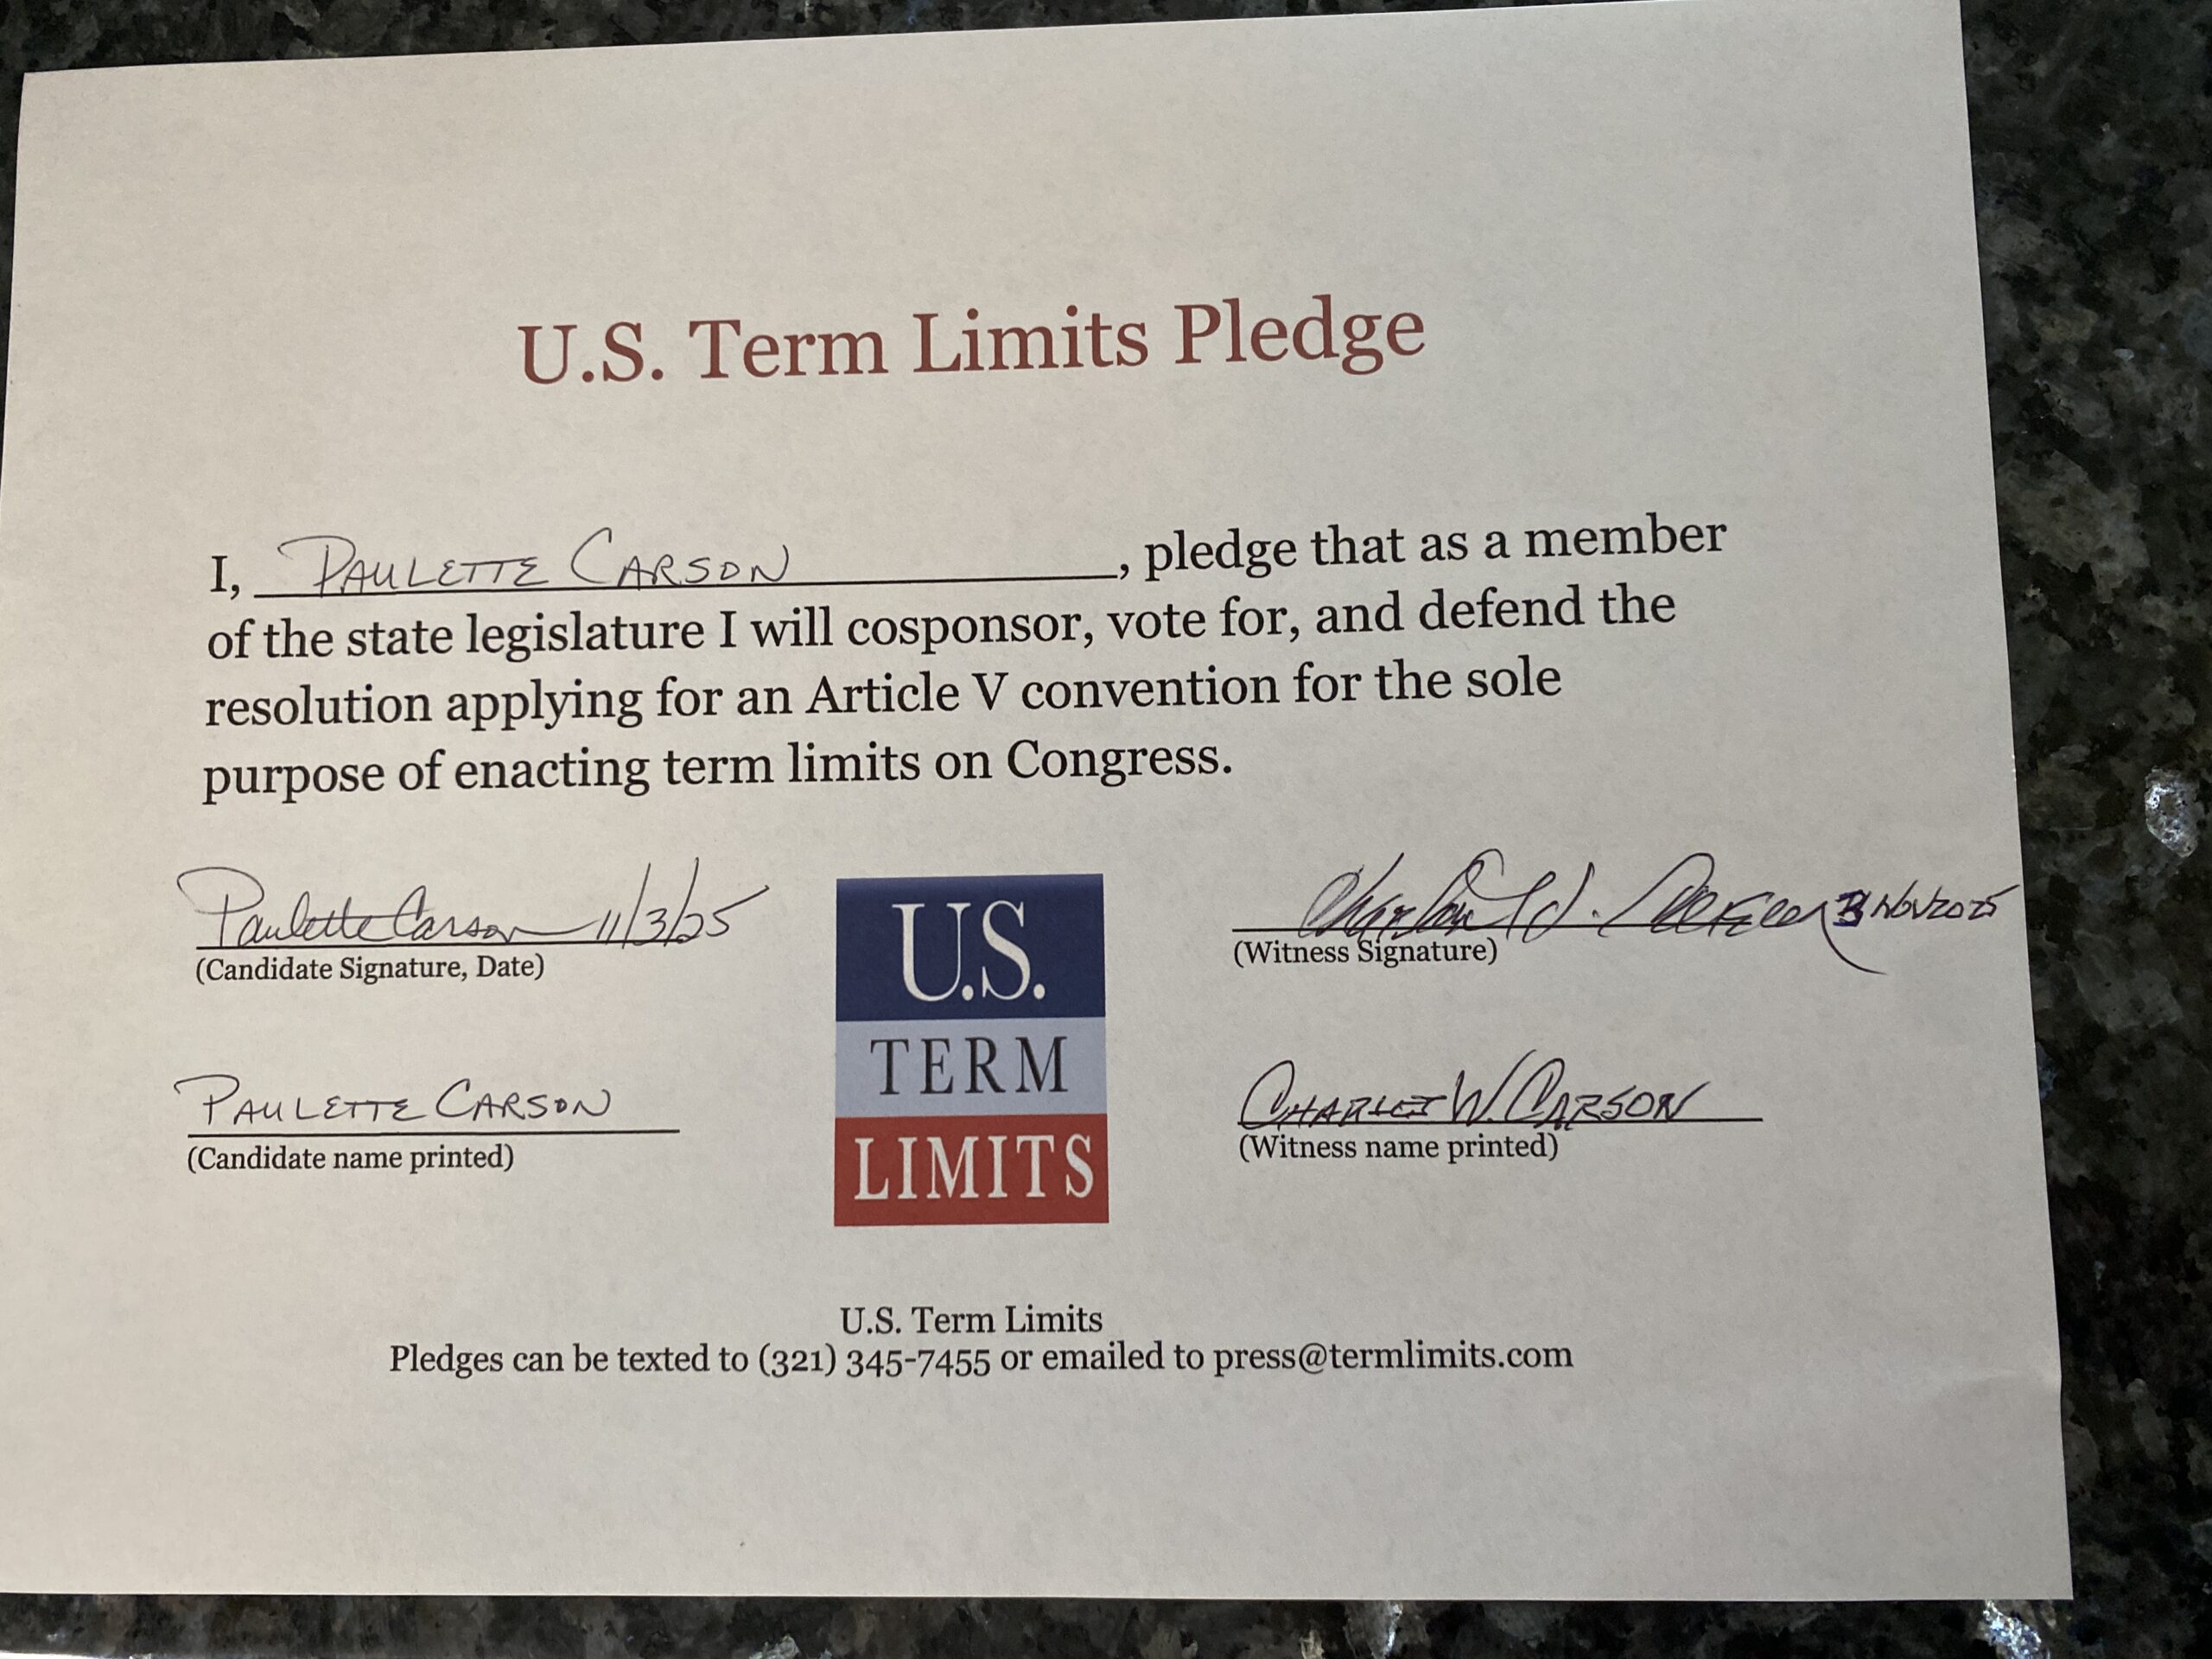 U.S. Term Limits Pledge
I, PAULETTE CARSON, pledge that as a member
of the state legislature I will cosponsor, vote for, and defend the
resolution applying for an Article V convention for the sole
purpose of enacting term limits on Congress.
Paulette Carson 11/3/25
(Candidate Signature, Date)
PAULETTE CARSON
(Candidate name printed)
U.S.
TERM
LIMITS
3 Nov 2025
(Witness Signature)
CHARLES W. CARSON
(Witness name printed)
U.S. Term Limits
Pledges can be texted to (321) 345-7455 or emailed to press@termlimits.com